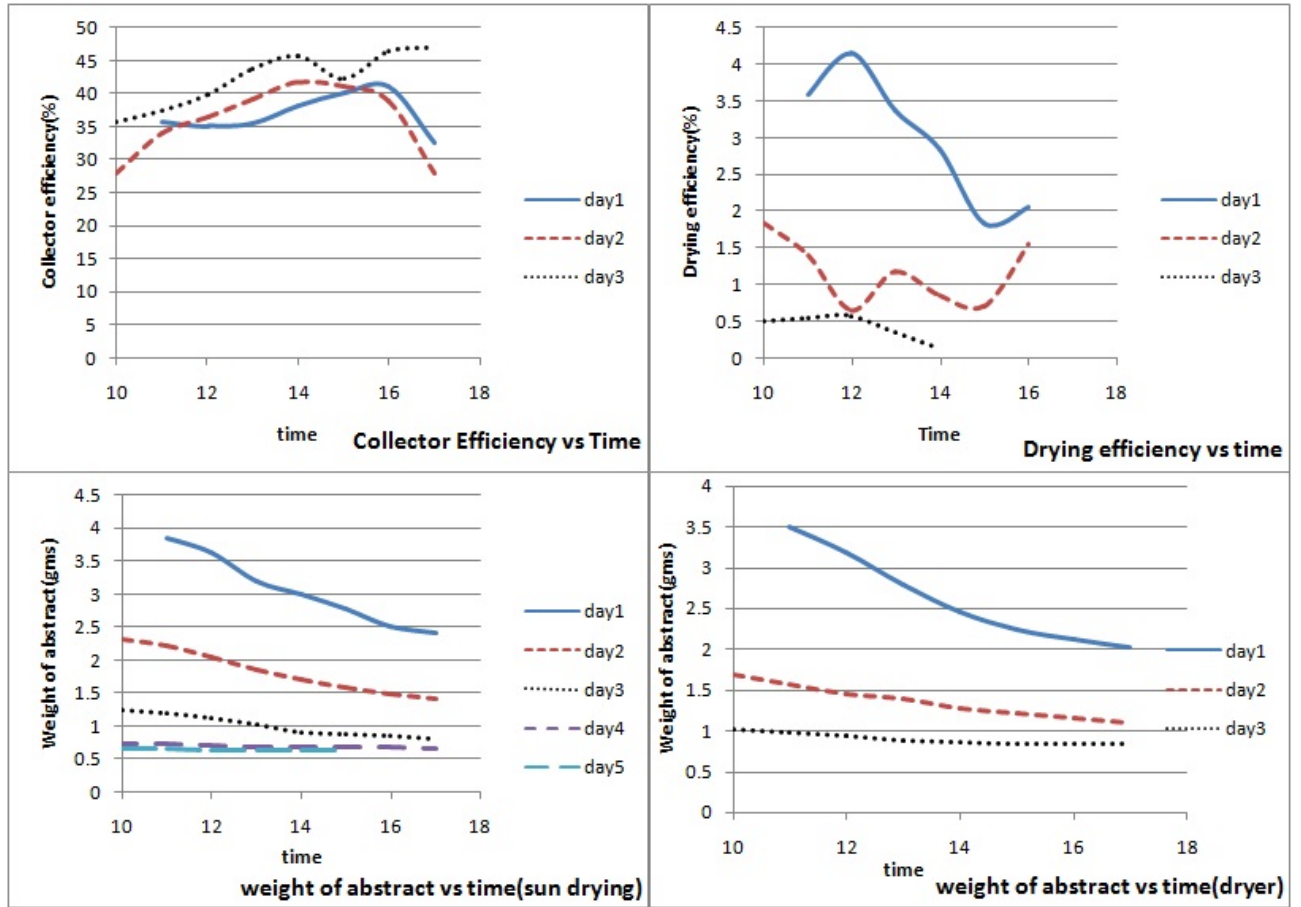 50
45
40
35
30
25
20
15
10
5
0
Collector efficiency(%)
10 12 14 16 18
time
day1
day2
day3
Collector Efficiency vs Time
4.5
4
3.5
3
2.5
2
1.5
1
0.5
0
Drying efficiency(%)
10 12 14 16 18
Time
day1
day2
day3
Drying efficiency vs time
4.5
4
3.5
3
2.5
2
1.5
1
0.5
0
Weight of abstract(gms)
10 12 14 16 18
time
day1
day2
day3
day4
day5
weight of abstract vs time(sun drying)
4
3.5
3
2.5
2
1.5
1
0.5
0
Weight of abstract(gms)
10 12 14 16 18
time
day1
day2
day3
weight of abstract vs time(dryer)